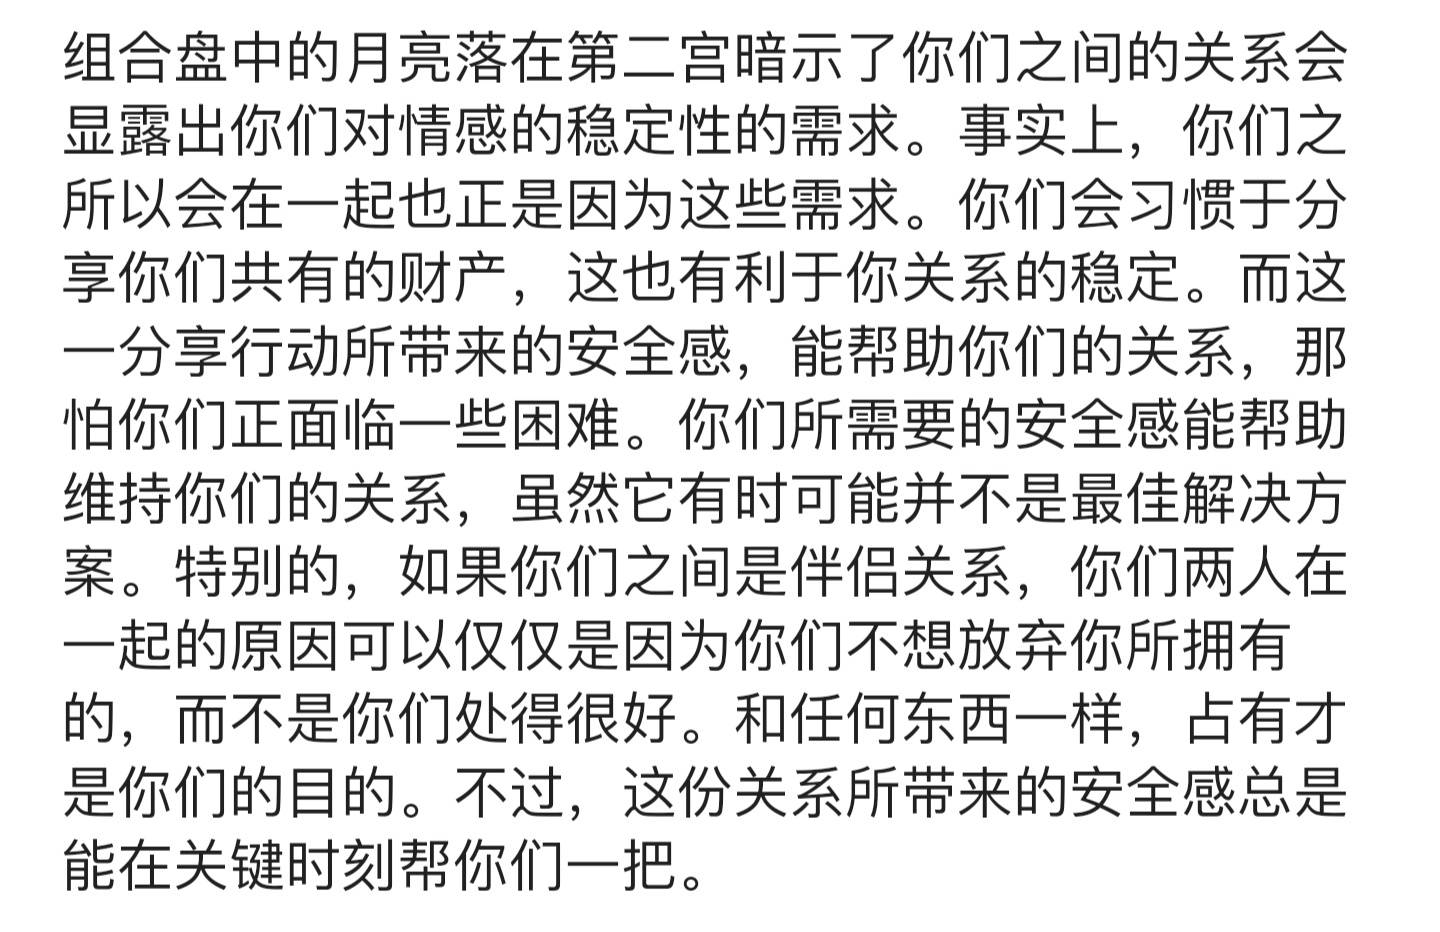 组合盘中的月亮落在第二宫暗示了你们之间的关系会
显露出你们对情感的稳定性的需求。事实上，你们之
所以会在一起也正是因为这些需求。你们会习惯于分
享你们共有的财产，这也有利于你关系的稳定。而这
一分享行动所带来的安全感，能帮助你们的关系，那
怕你们正面临一些困难。你们所需要的安全感能帮助
维持你们的关系，虽然它有时可能并不是最佳解决方
案。特别的，如果你们之间是伴侣关系，你们两人在
一起的原因可以仅仅是因为你们不想放弃你所拥有
的，而不是你们处得很好。和任何东西一样，占有才
是你们的目的。不过，这份关系所带来的安全感总是
能在关键时刻帮你们一把。